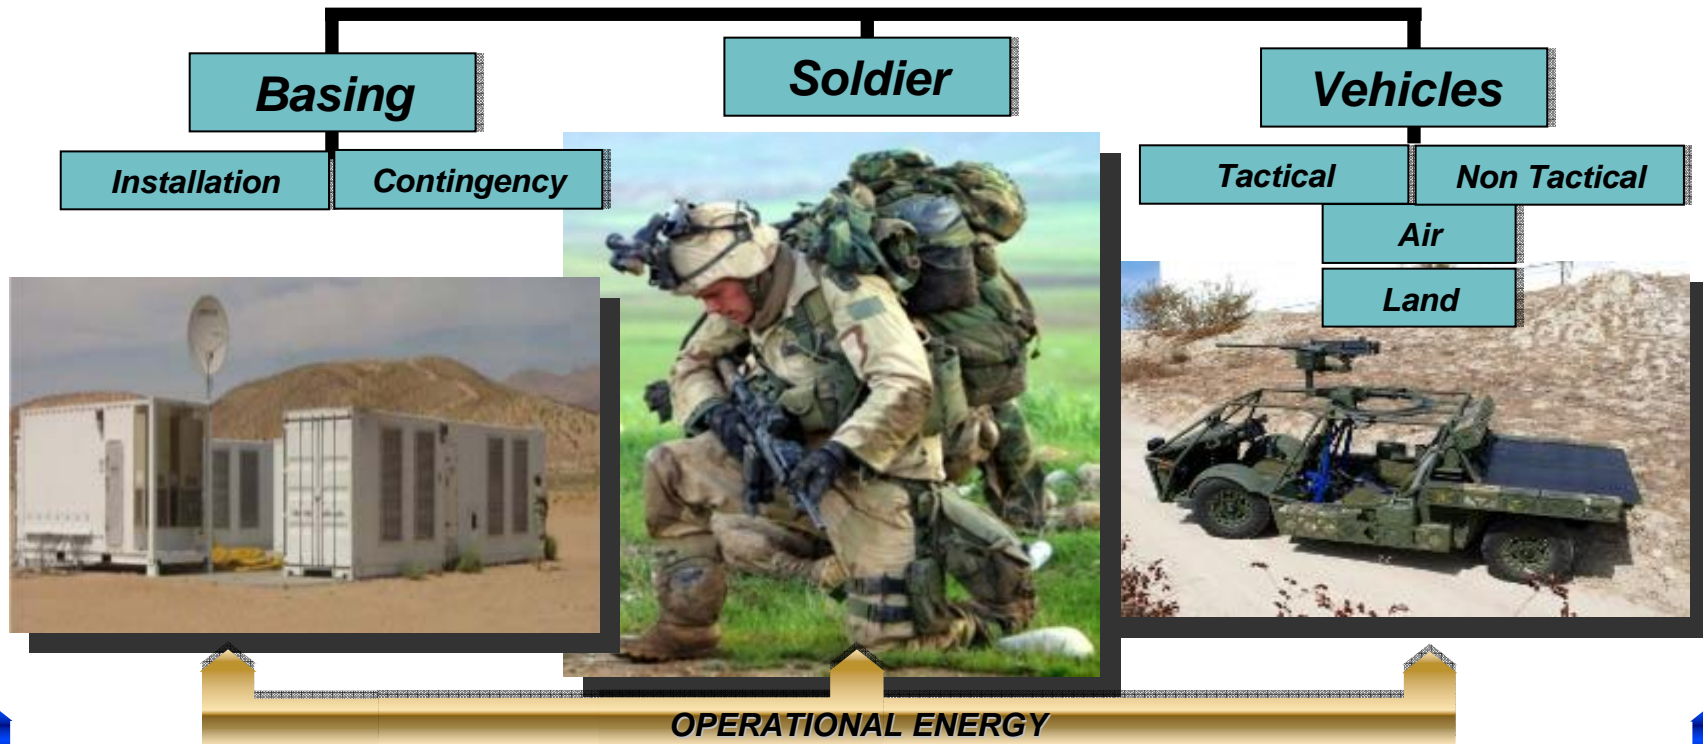 Basing
Soldier
Vehicles
Installation
Contingency
Tactical
Non Tactical
Air
Land
OPERATIONAL ENERGY